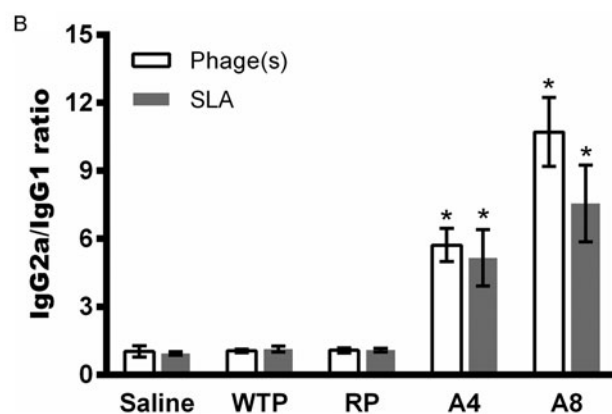 B
15
12
9
6
3
0
IgG2a/IgG1 ratio
Phage(s)
SLA
* * * *
Saline WTP RP A4 A8